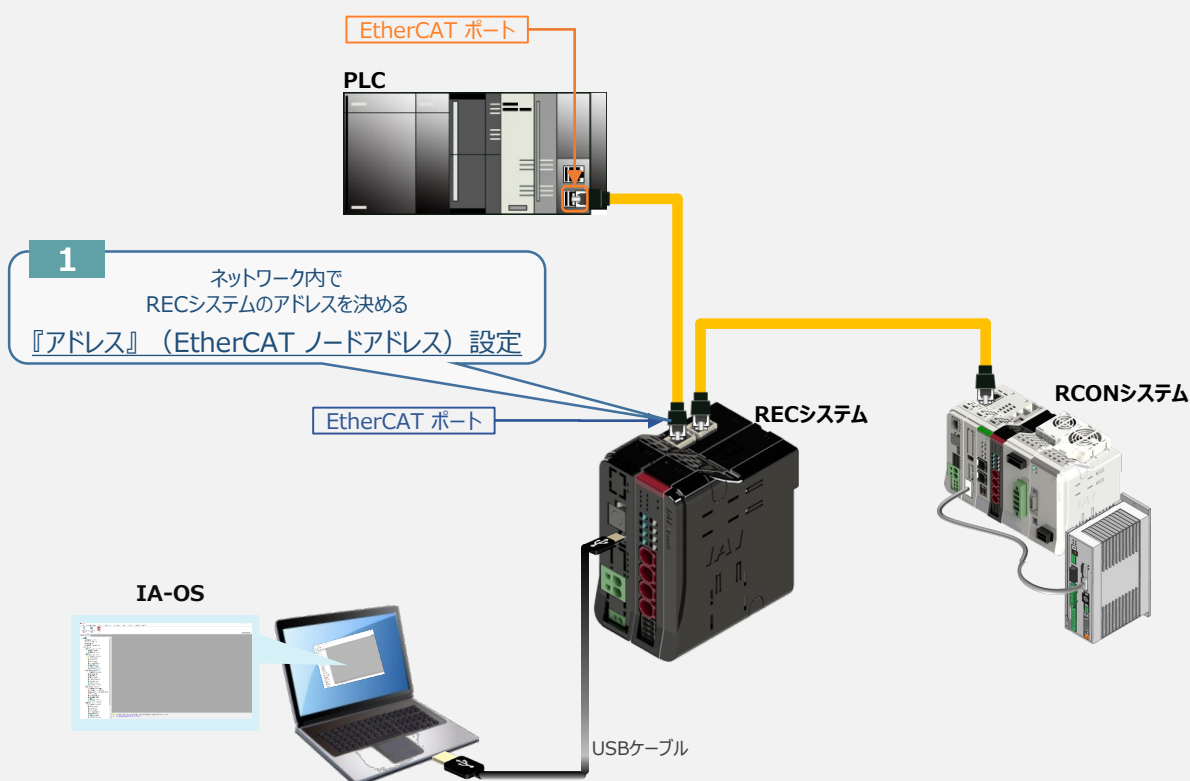 EtherCAT ポート
PLC
1
ネットワーク内で
RECシステムのアドレスを決める
『アドレス』（EtherCAT ノードアドレス）設定
EtherCAT ポート
RECシステム
RCONシステム
IAI
IA-OS
USBケーブル